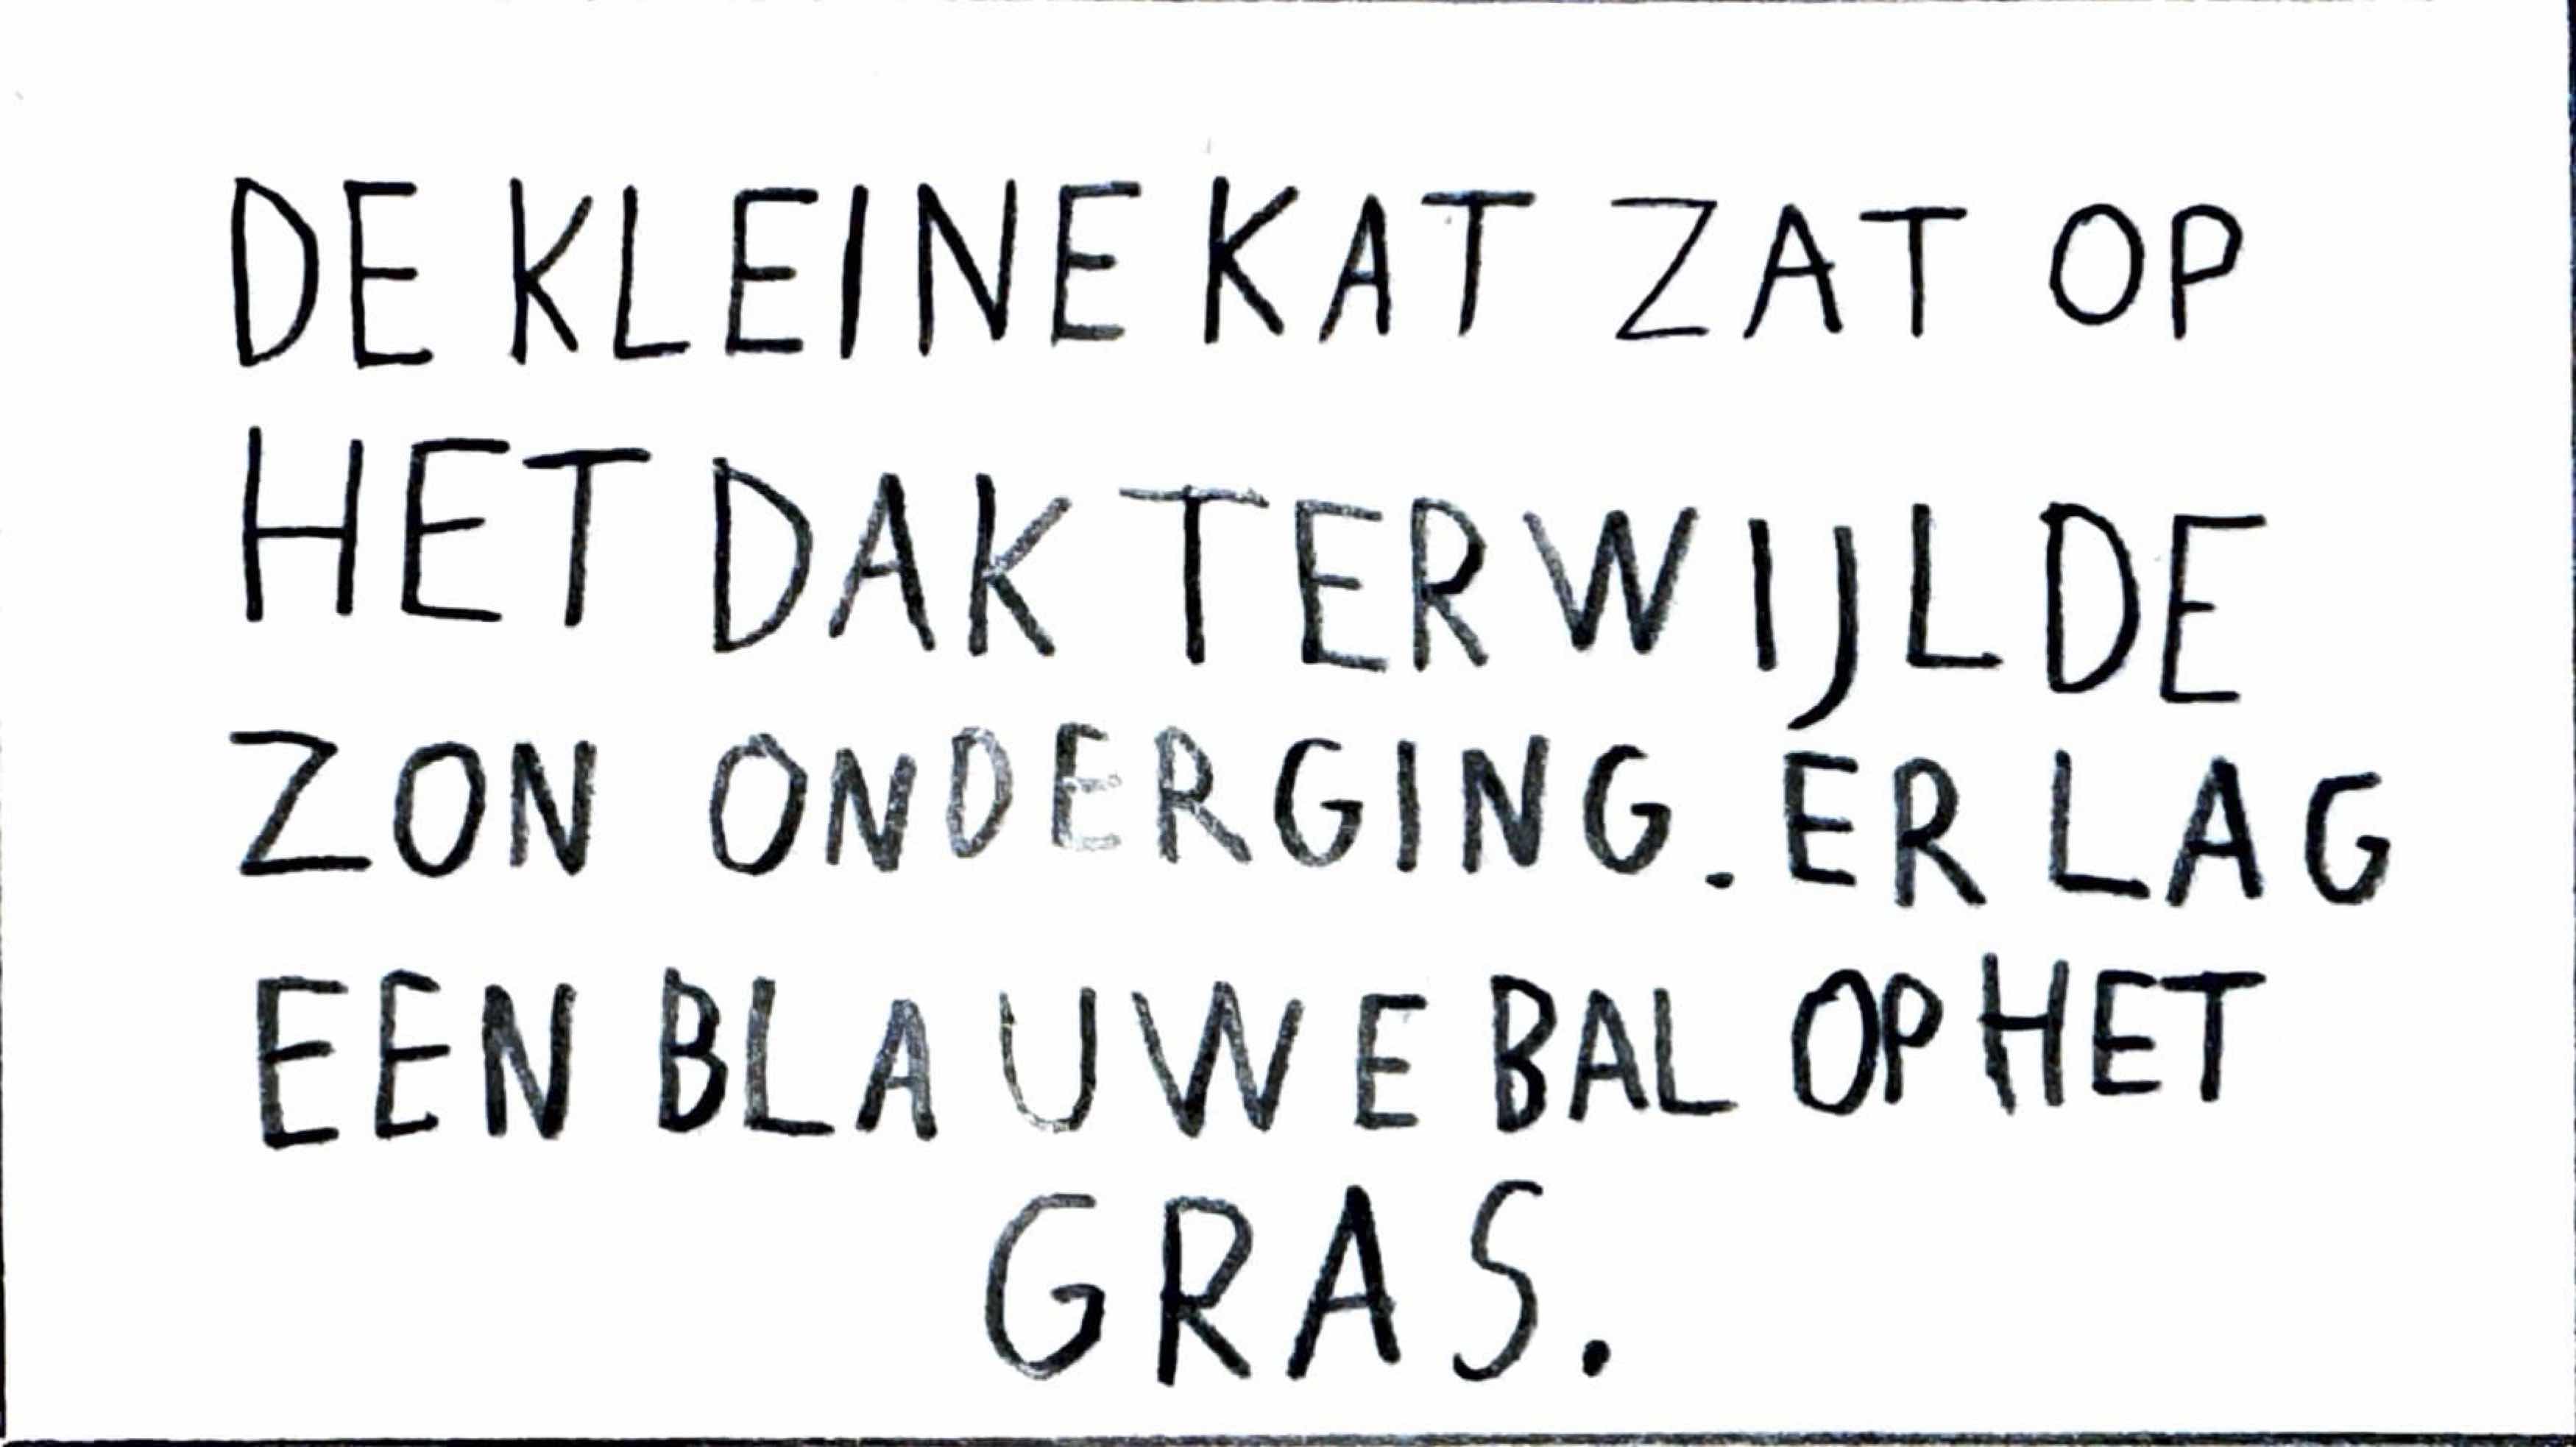 DE KLEINE KAT ZAT OP
HET DAK TERWIJL DE
ZON ONDERGING. ER LAG
EEN BLAUWE BAL OP HET
GRAS.